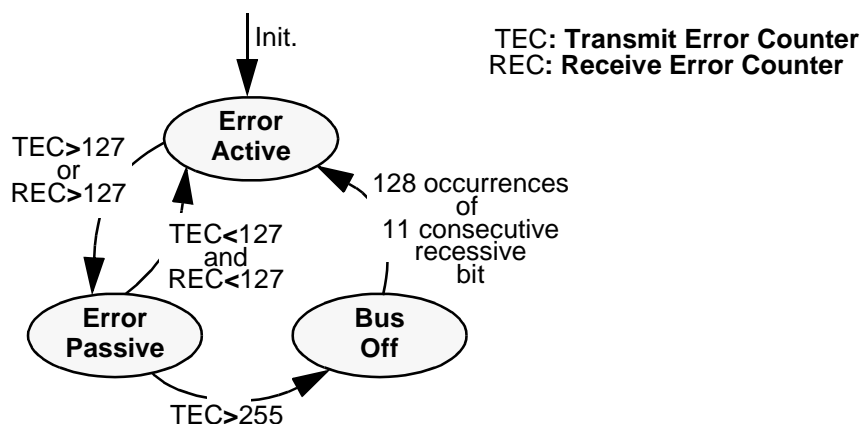 Init.
TEC: Transmit Error Counter
REC: Receive Error Counter
Error
Active
TEC>127
or
REC>127
TEC<127
and
REC<127
128 occurrences
of
11 consecutive
recessive
bit
Error
Passive
Bus
Off
TEC>255